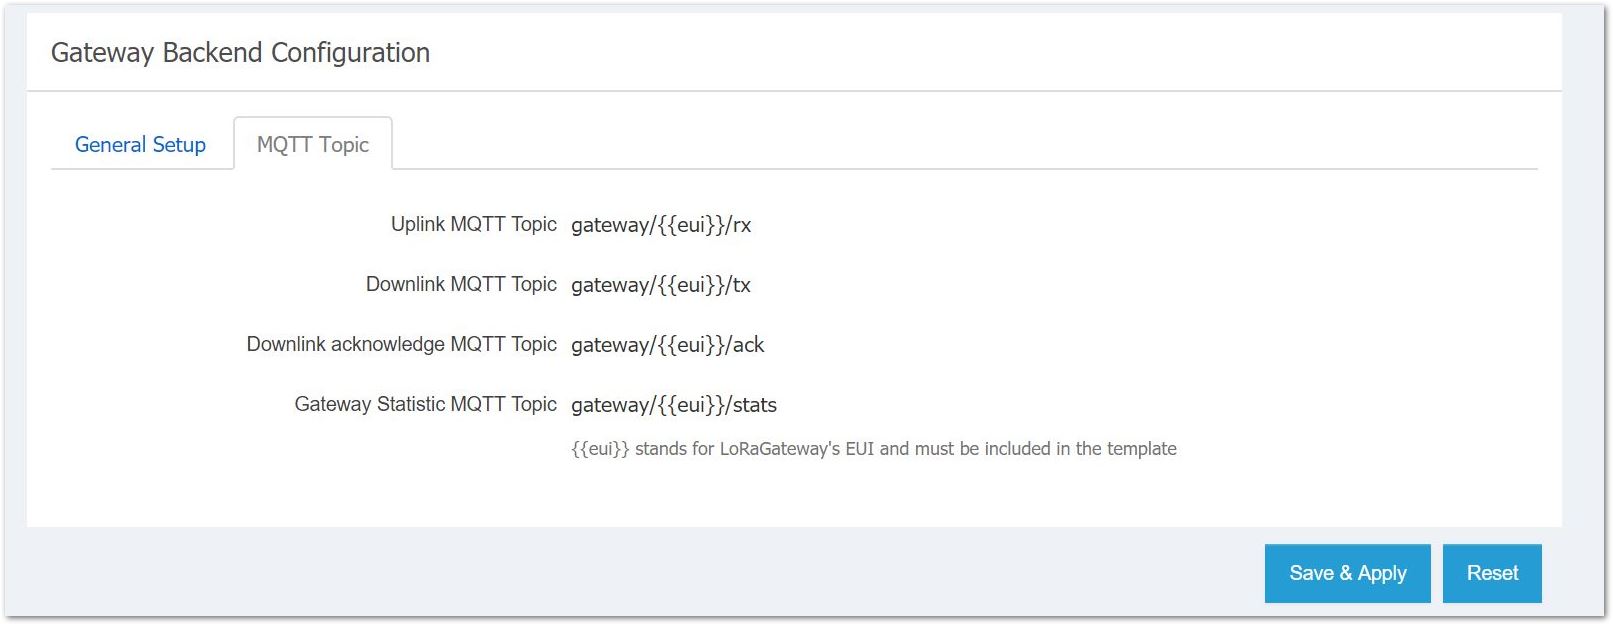 Gateway Backend Configuration
General Setup MQTT Topic
Uplink MQTT Topic gateway/{{eui}}/rx
Downlink MQTT Topic gateway/{{eui}}/tx
Downlink acknowledge MQTT Topic gateway/{{eui}}/ack
Gateway Statistic MQTT Topic gateway/{{eui}}/stats
{{eui}} stands for LoRaGateway's EUI and must be included in the template
Save & Apply Reset